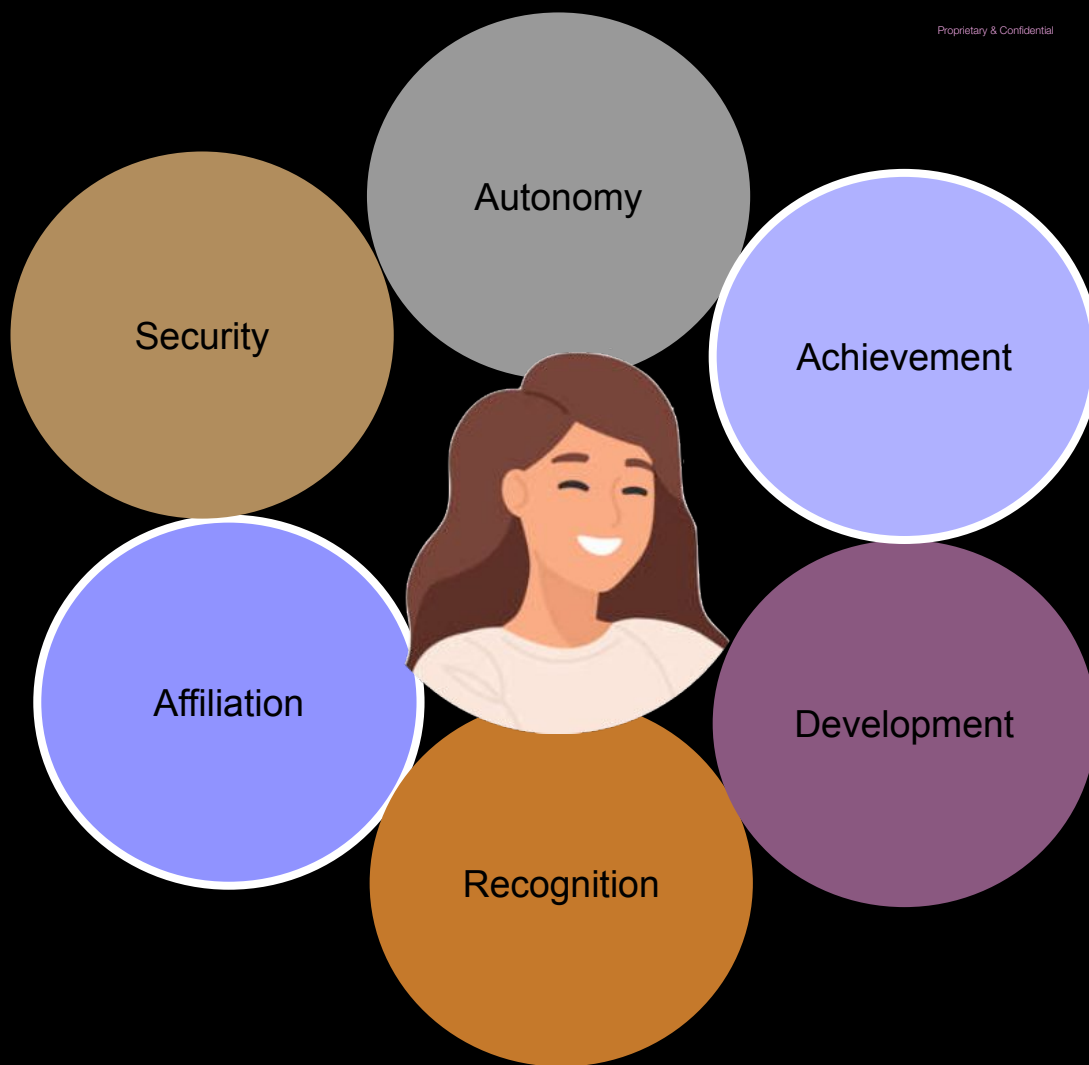 Proprietary & Confidential
Autonomy
Security
Achievement
Affiliation
Development
Recognition